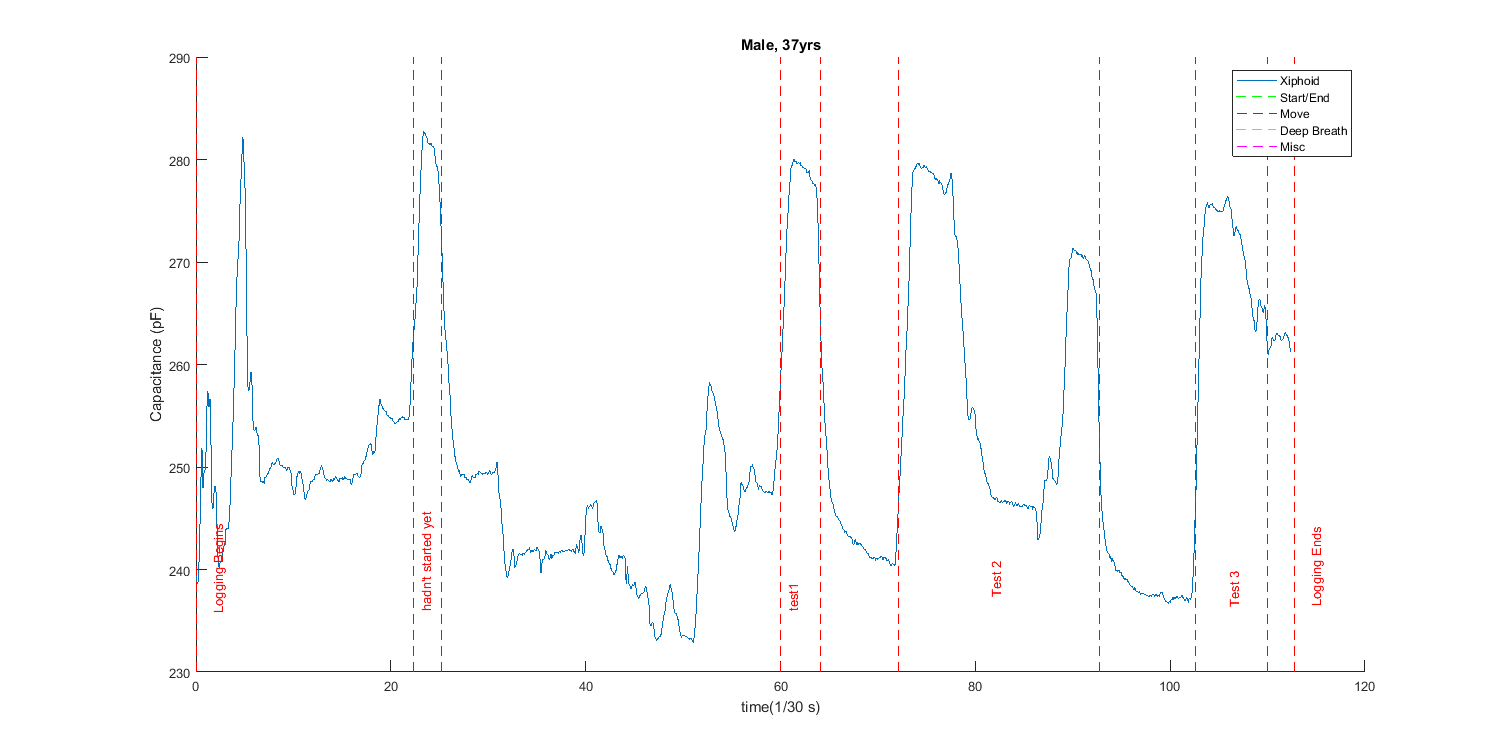 Male, 37yrs
290
280
270
260
250
240
230
Capacitance (pF)
0
20
40
60
80
100
120
time(1/30 s)
Logging Begins
hadn't started yet
test1
Test 2
Test 3
Logging Ends
Xiphoid
Start/End
Move
Deep Breath
Misc